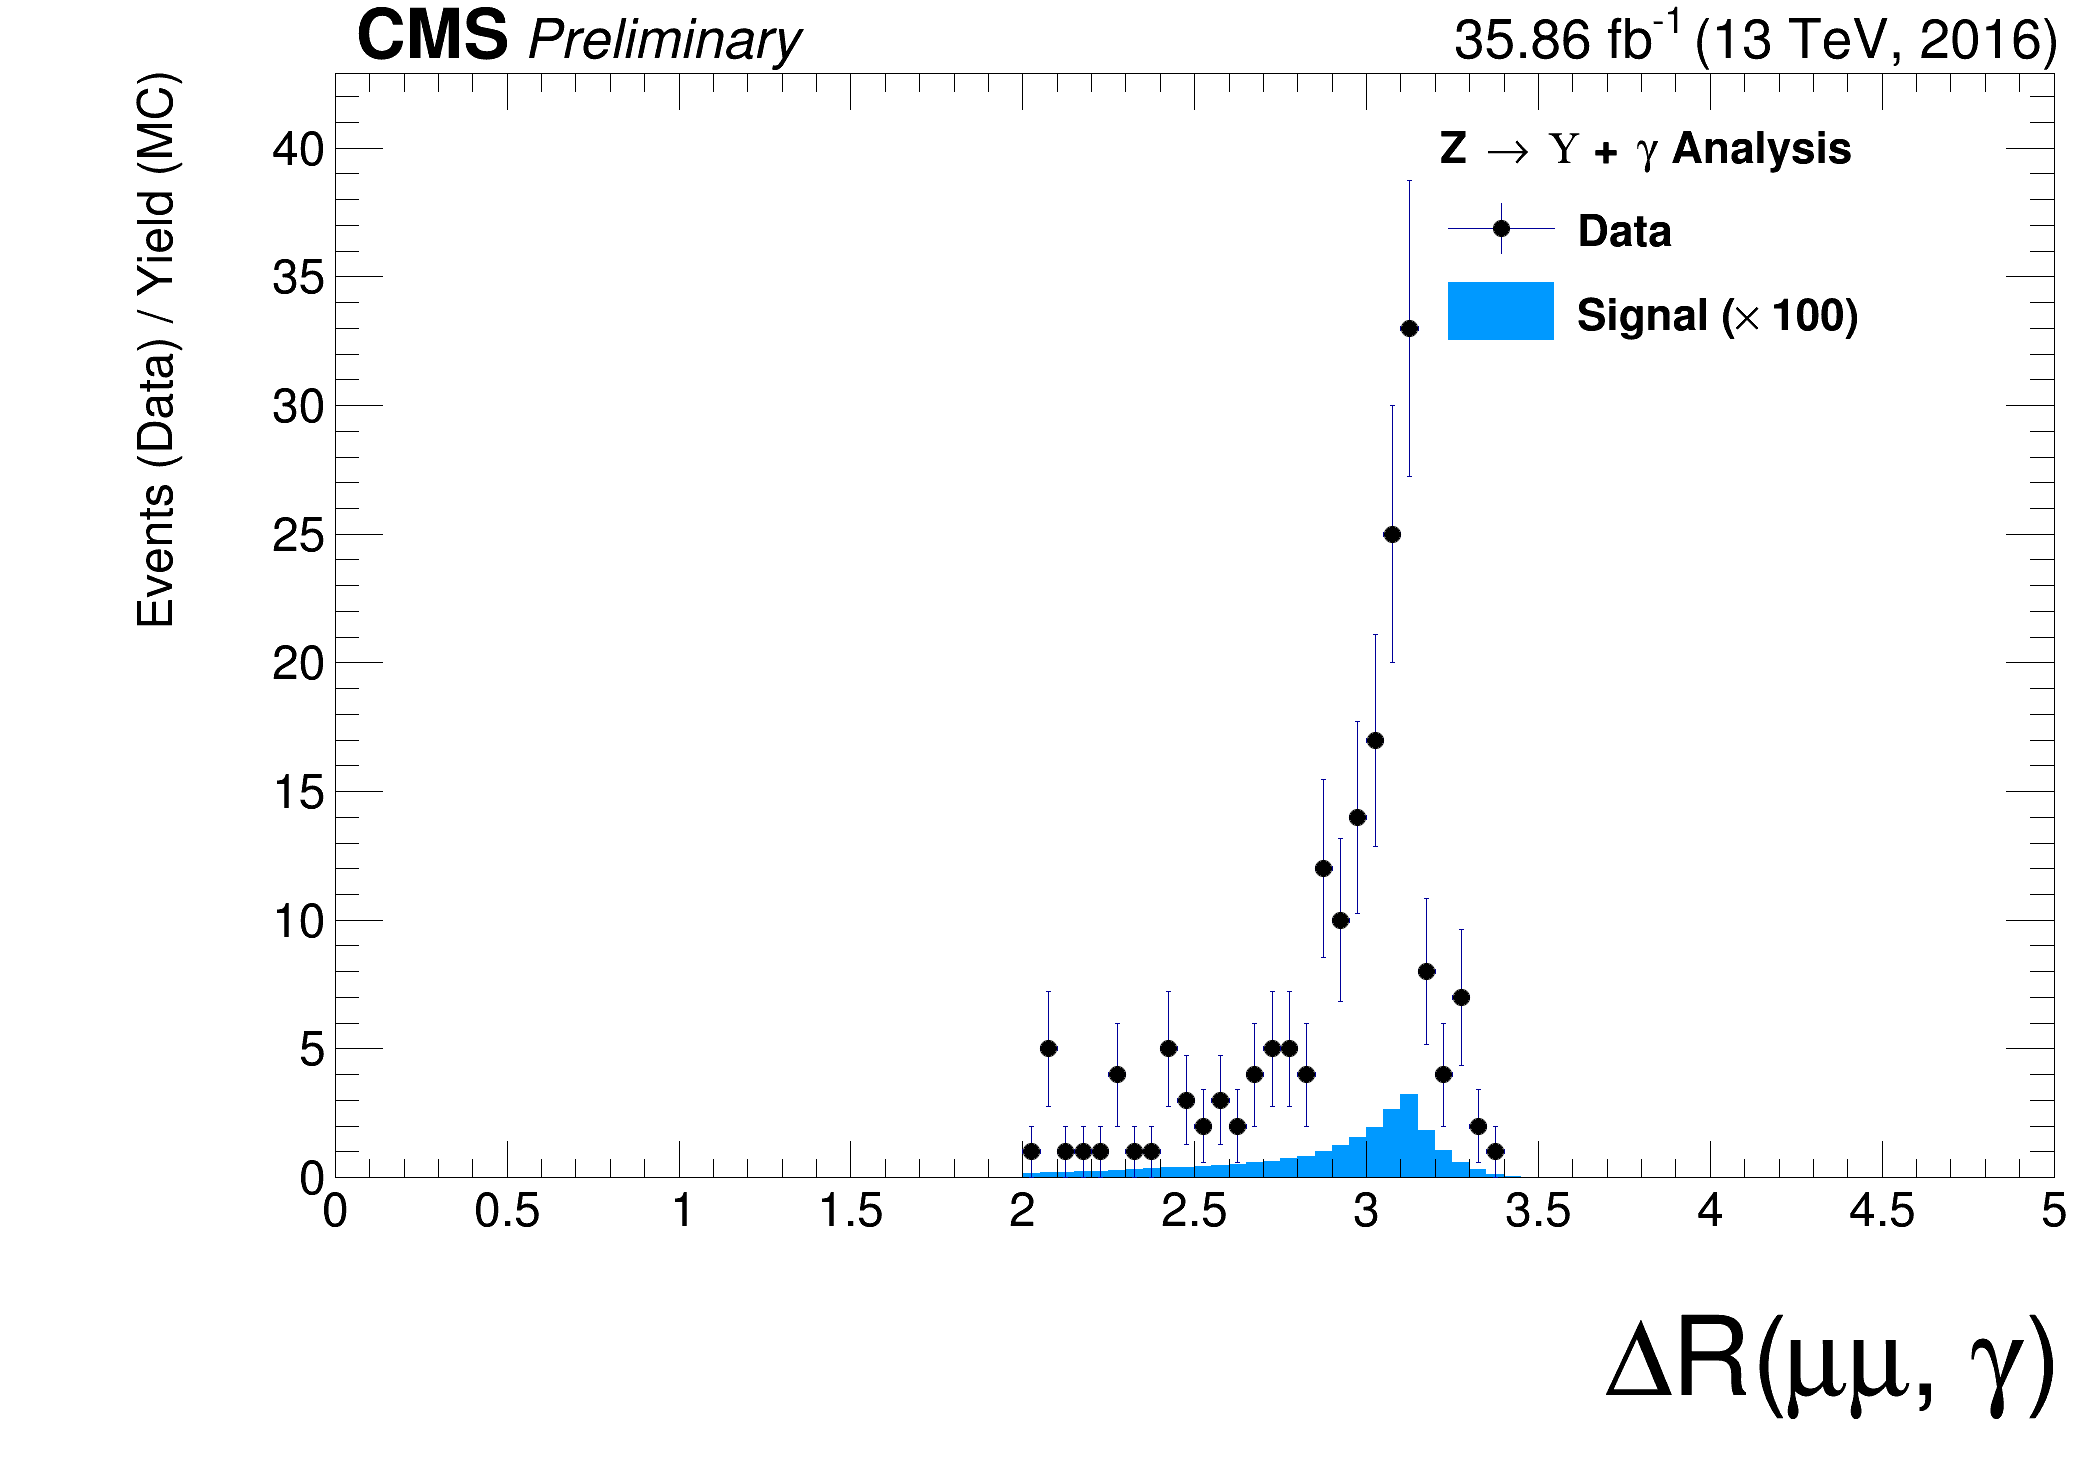 CMS Preliminary 35.86 fb⁻¹ (13 TeV, 2016)
Events (Data) / Yield (MC)
Z → Υ + γ Analysis
Data
Signal (× 100)
40
35
30
25
20
15
10
5
0
0 0.5 1 1.5 2 2.5 3 3.5 4 4.5 5
ΔR(μμ, γ)